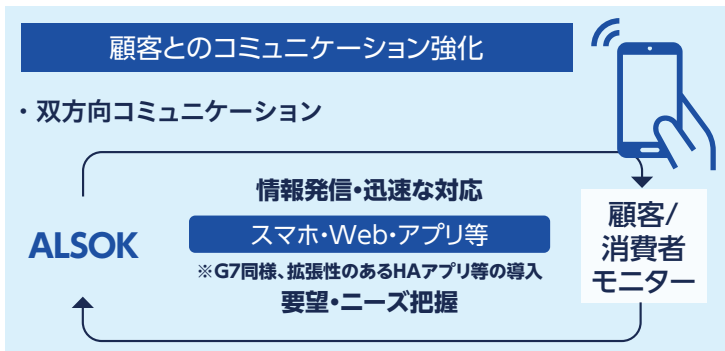 顧客とのコミュニケーション強化
・双方向コミュニケーション
情報発信・迅速な対応
ALSOK
スマホ・Web・アプリ等
※G7同様、拡張性のあるHAアプリ等の導入
要望・ニーズ把握
顧客/
消費者
モニター